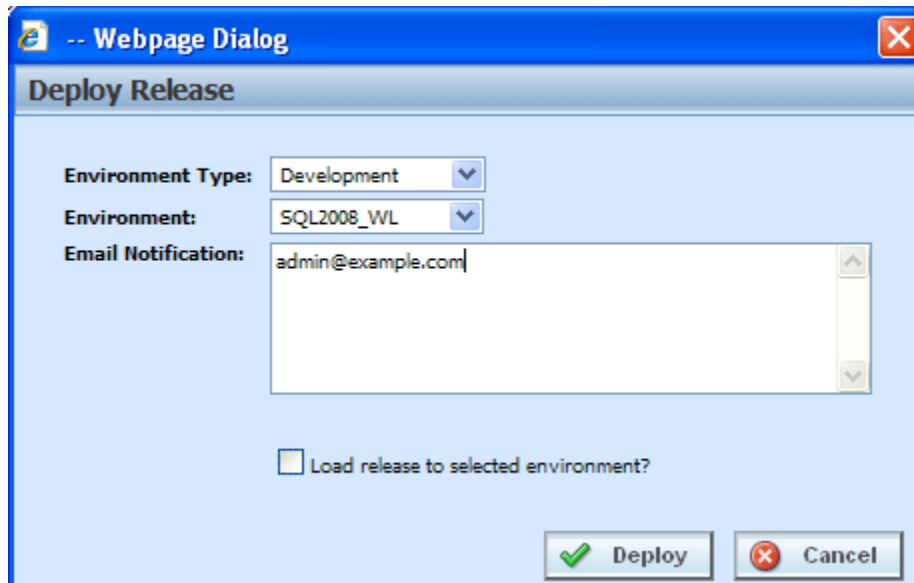 -- Webpage Dialog
Deploy Release
Environment Type: Development
Environment: SQL2008_WL
Email Notification: admin@example.com
Load release to selected environment?
Deploy Cancel